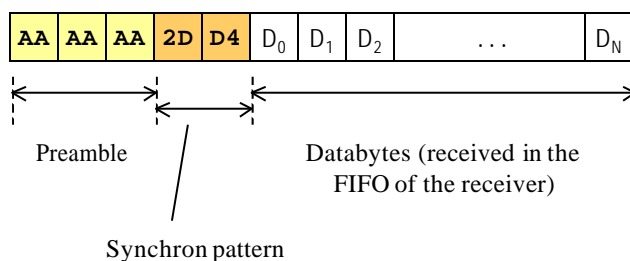 AA AA AA 2D D4 D0 D1 D2 ... DN
Preamble
Databytes (received in the
FIFO of the receiver)
Synchron pattern